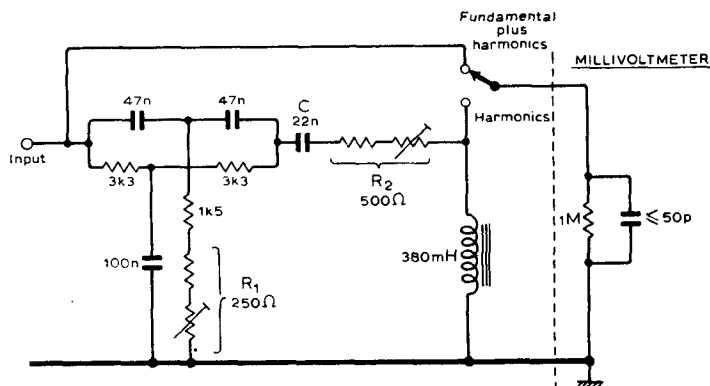 Fundamental
plus
harmonics
MILLIVOLTMETER
47n
47n
C
22n
Harmonics
Input
3k3
3k3
R2
500Ω
1k5
1M
≤50p
100n
R1
250Ω
380mH